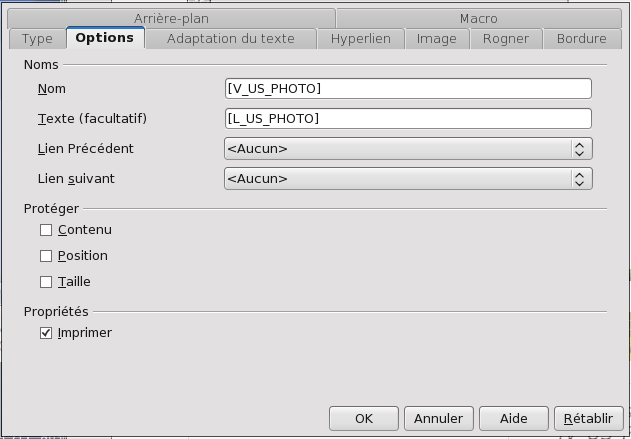 Arrière-plan Macro
Type Options Adaptation du texte Hyperlien Image Rogner Bordure
Noms
Nom [V_US_PHOTO]
Texte (facultatif) [L_US_PHOTO]
Lien Précédent <Aucun>
Lien suivant <Aucun>
Protéger
Contenu
Position
Taille
Propriétés
Imprimer
OK Annuler Aide Rétablir